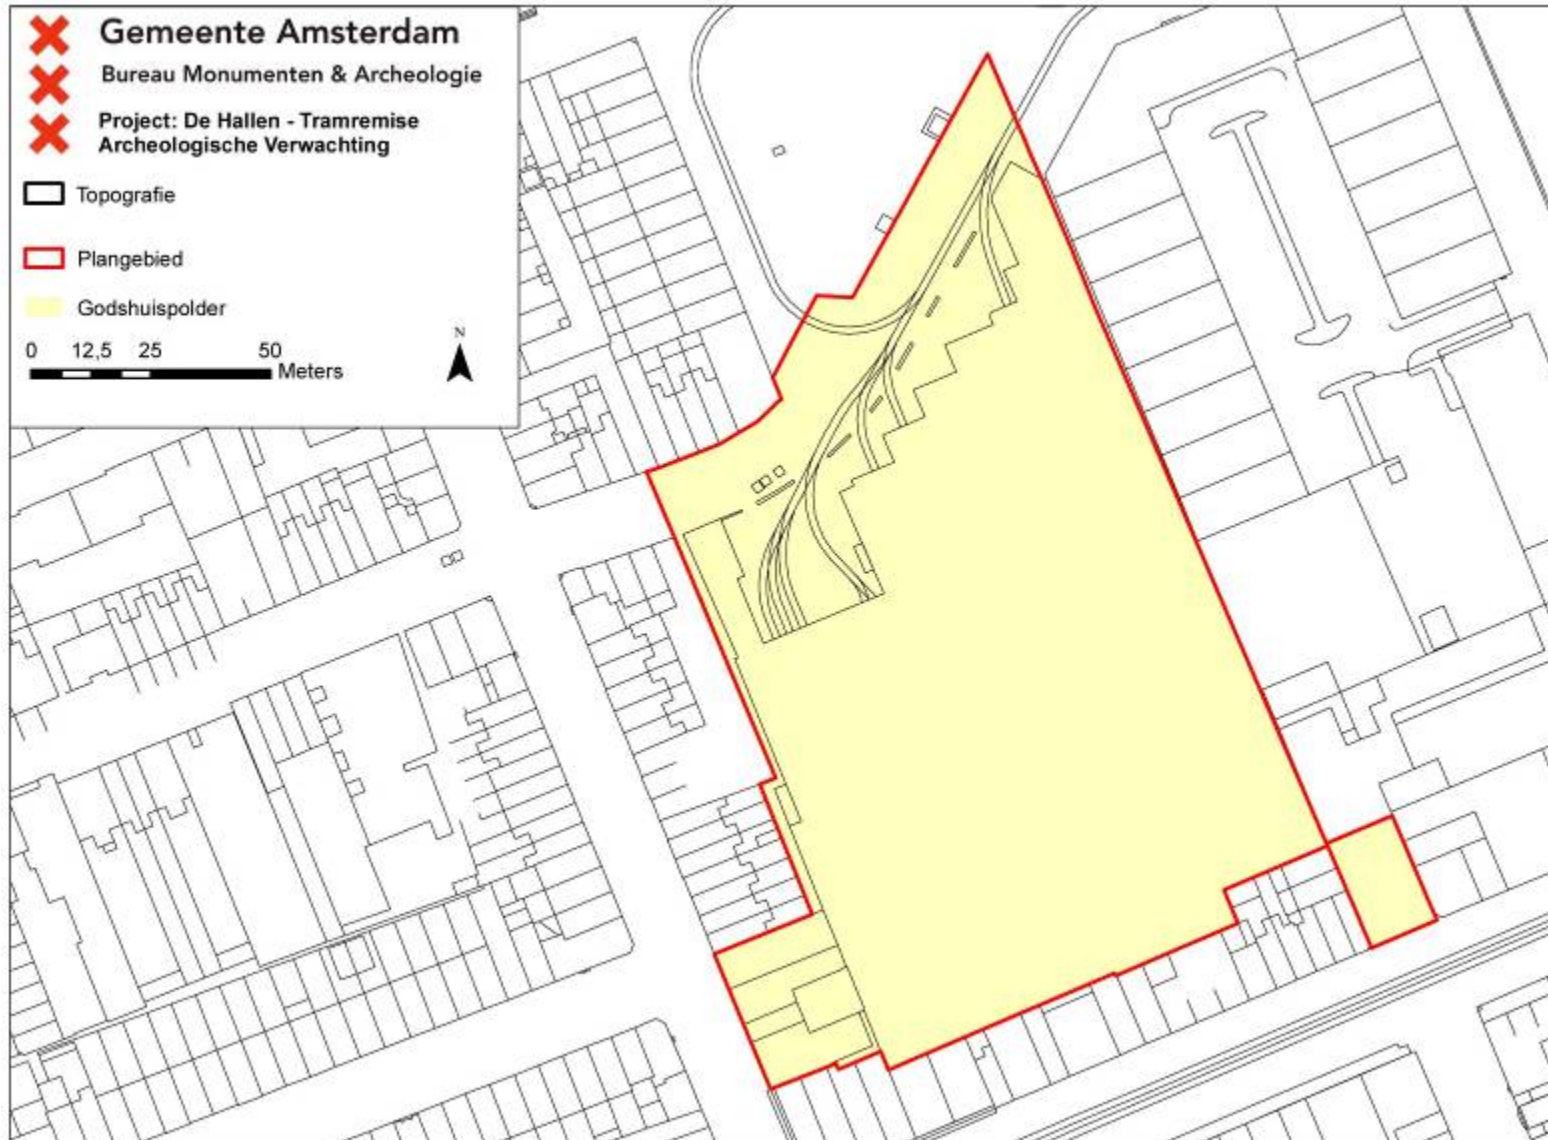 Gemeente Amsterdam
Bureau Monumenten & Archeologie
Project: De Hallen - Tramremise
Archeologische Verwachting
Topografie
Plangebied
Godshuispolder
0 12,5 25 50
Meters
N